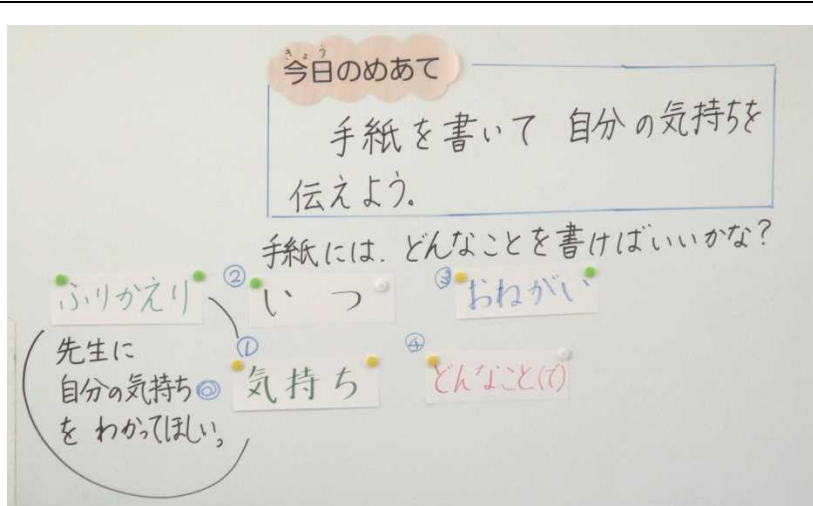 きょう
今日のめあて
手紙を書いて 自分の気持ちを
伝えよう。
手紙には、どんなことを書けばいいかな?
ふりかえり
② いつ
③ おねがい
先生に
自分の気持ち◎
を わかってほしい。
① 気持ち
④ どんなこと(で)